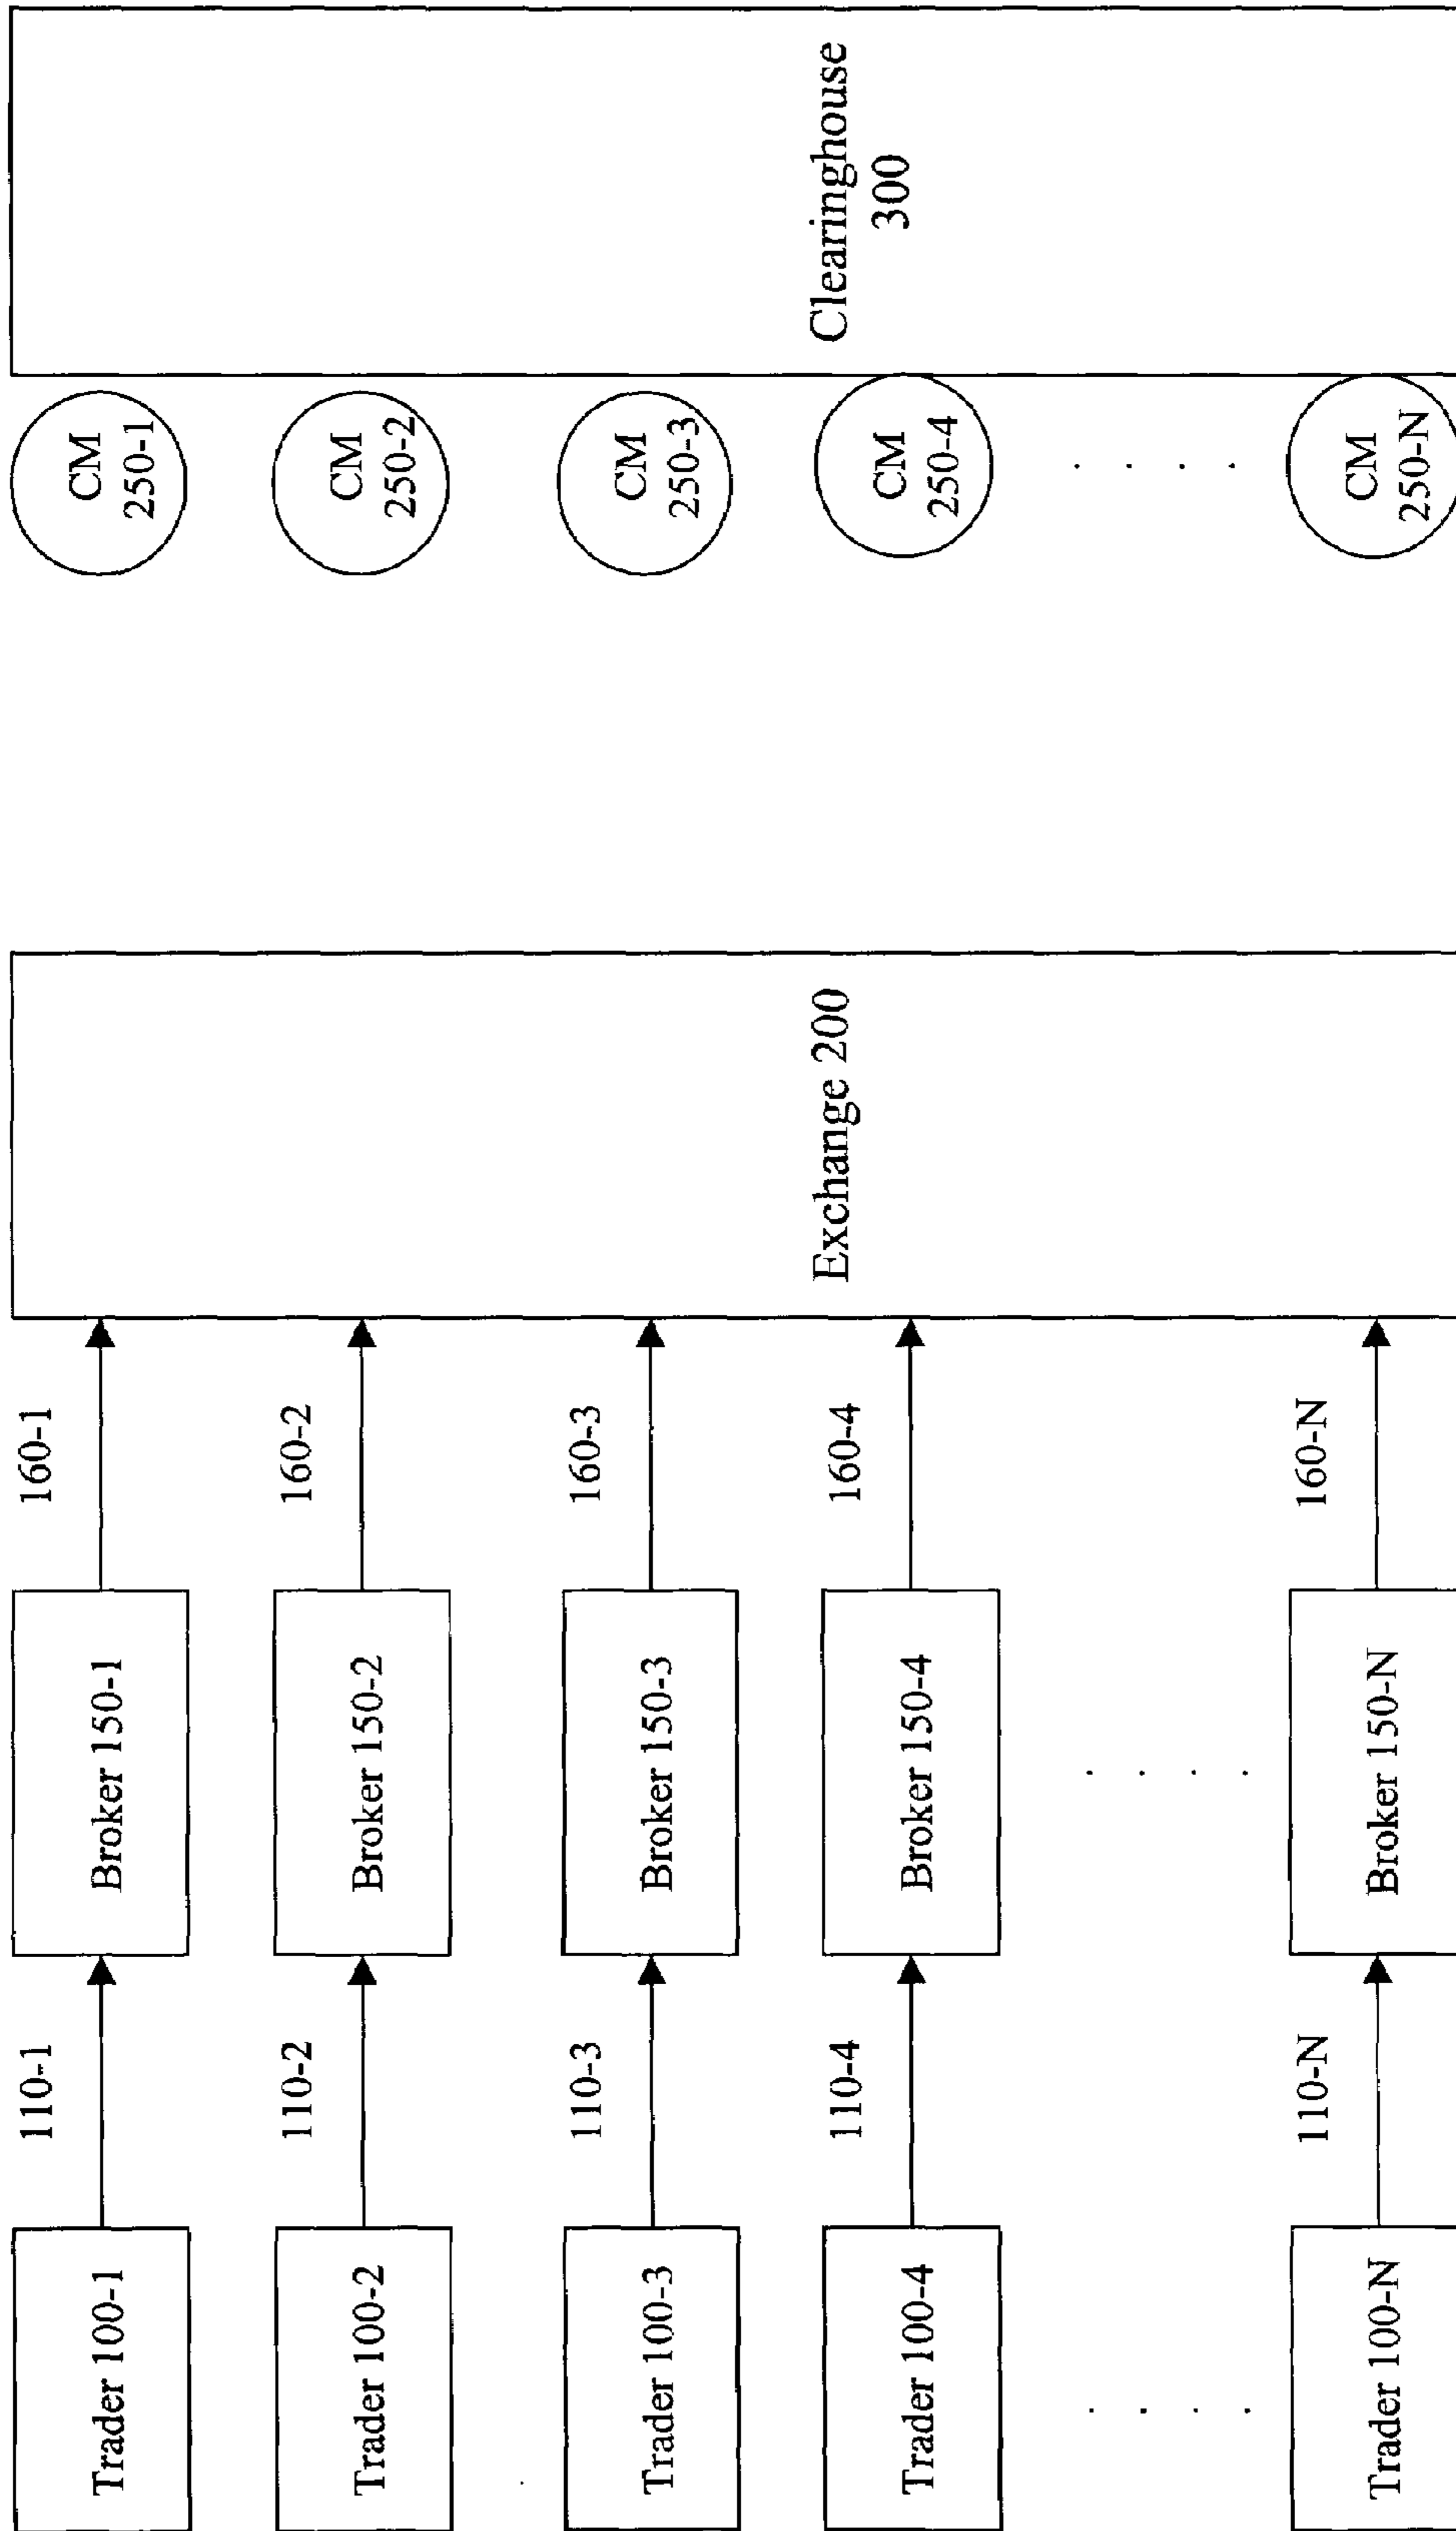 Trader 100-1
110-1
Broker 150-1
160-1
Trader 100-2
110-2
Broker 150-2
160-2
Trader 100-3
110-3
Broker 150-3
160-3
Trader 100-4
110-4
Broker 150-4
160-4
Trader 100-N
110-N
Broker 150-N
160-N
Exchange 200
CM
250-1
CM
250-2
CM
250-3
CM
250-4
CM
250-N
Clearinghouse
300